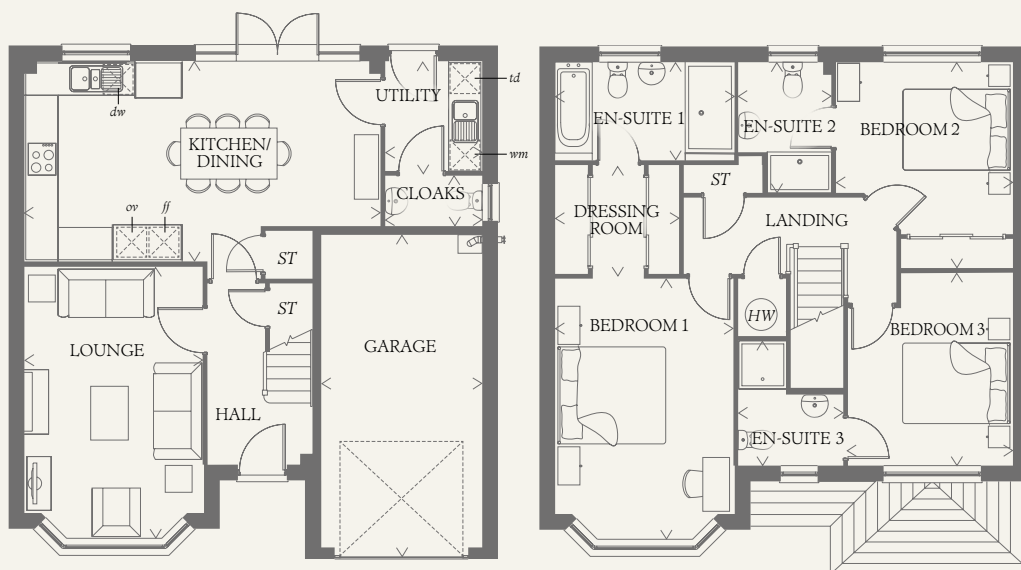 td
UTILITY
dw
KITCHEN/
DINING
wm
CLOAKS
ov
ff
ST
ST
LOUNGE
GARAGE
HALL
EN-SUITE 1
EN-SUITE 2
BEDROOM 2
ST
DRESSING
ROOM
LANDING
HW
BEDROOM 1
BEDROOM 3
EN-SUITE 3